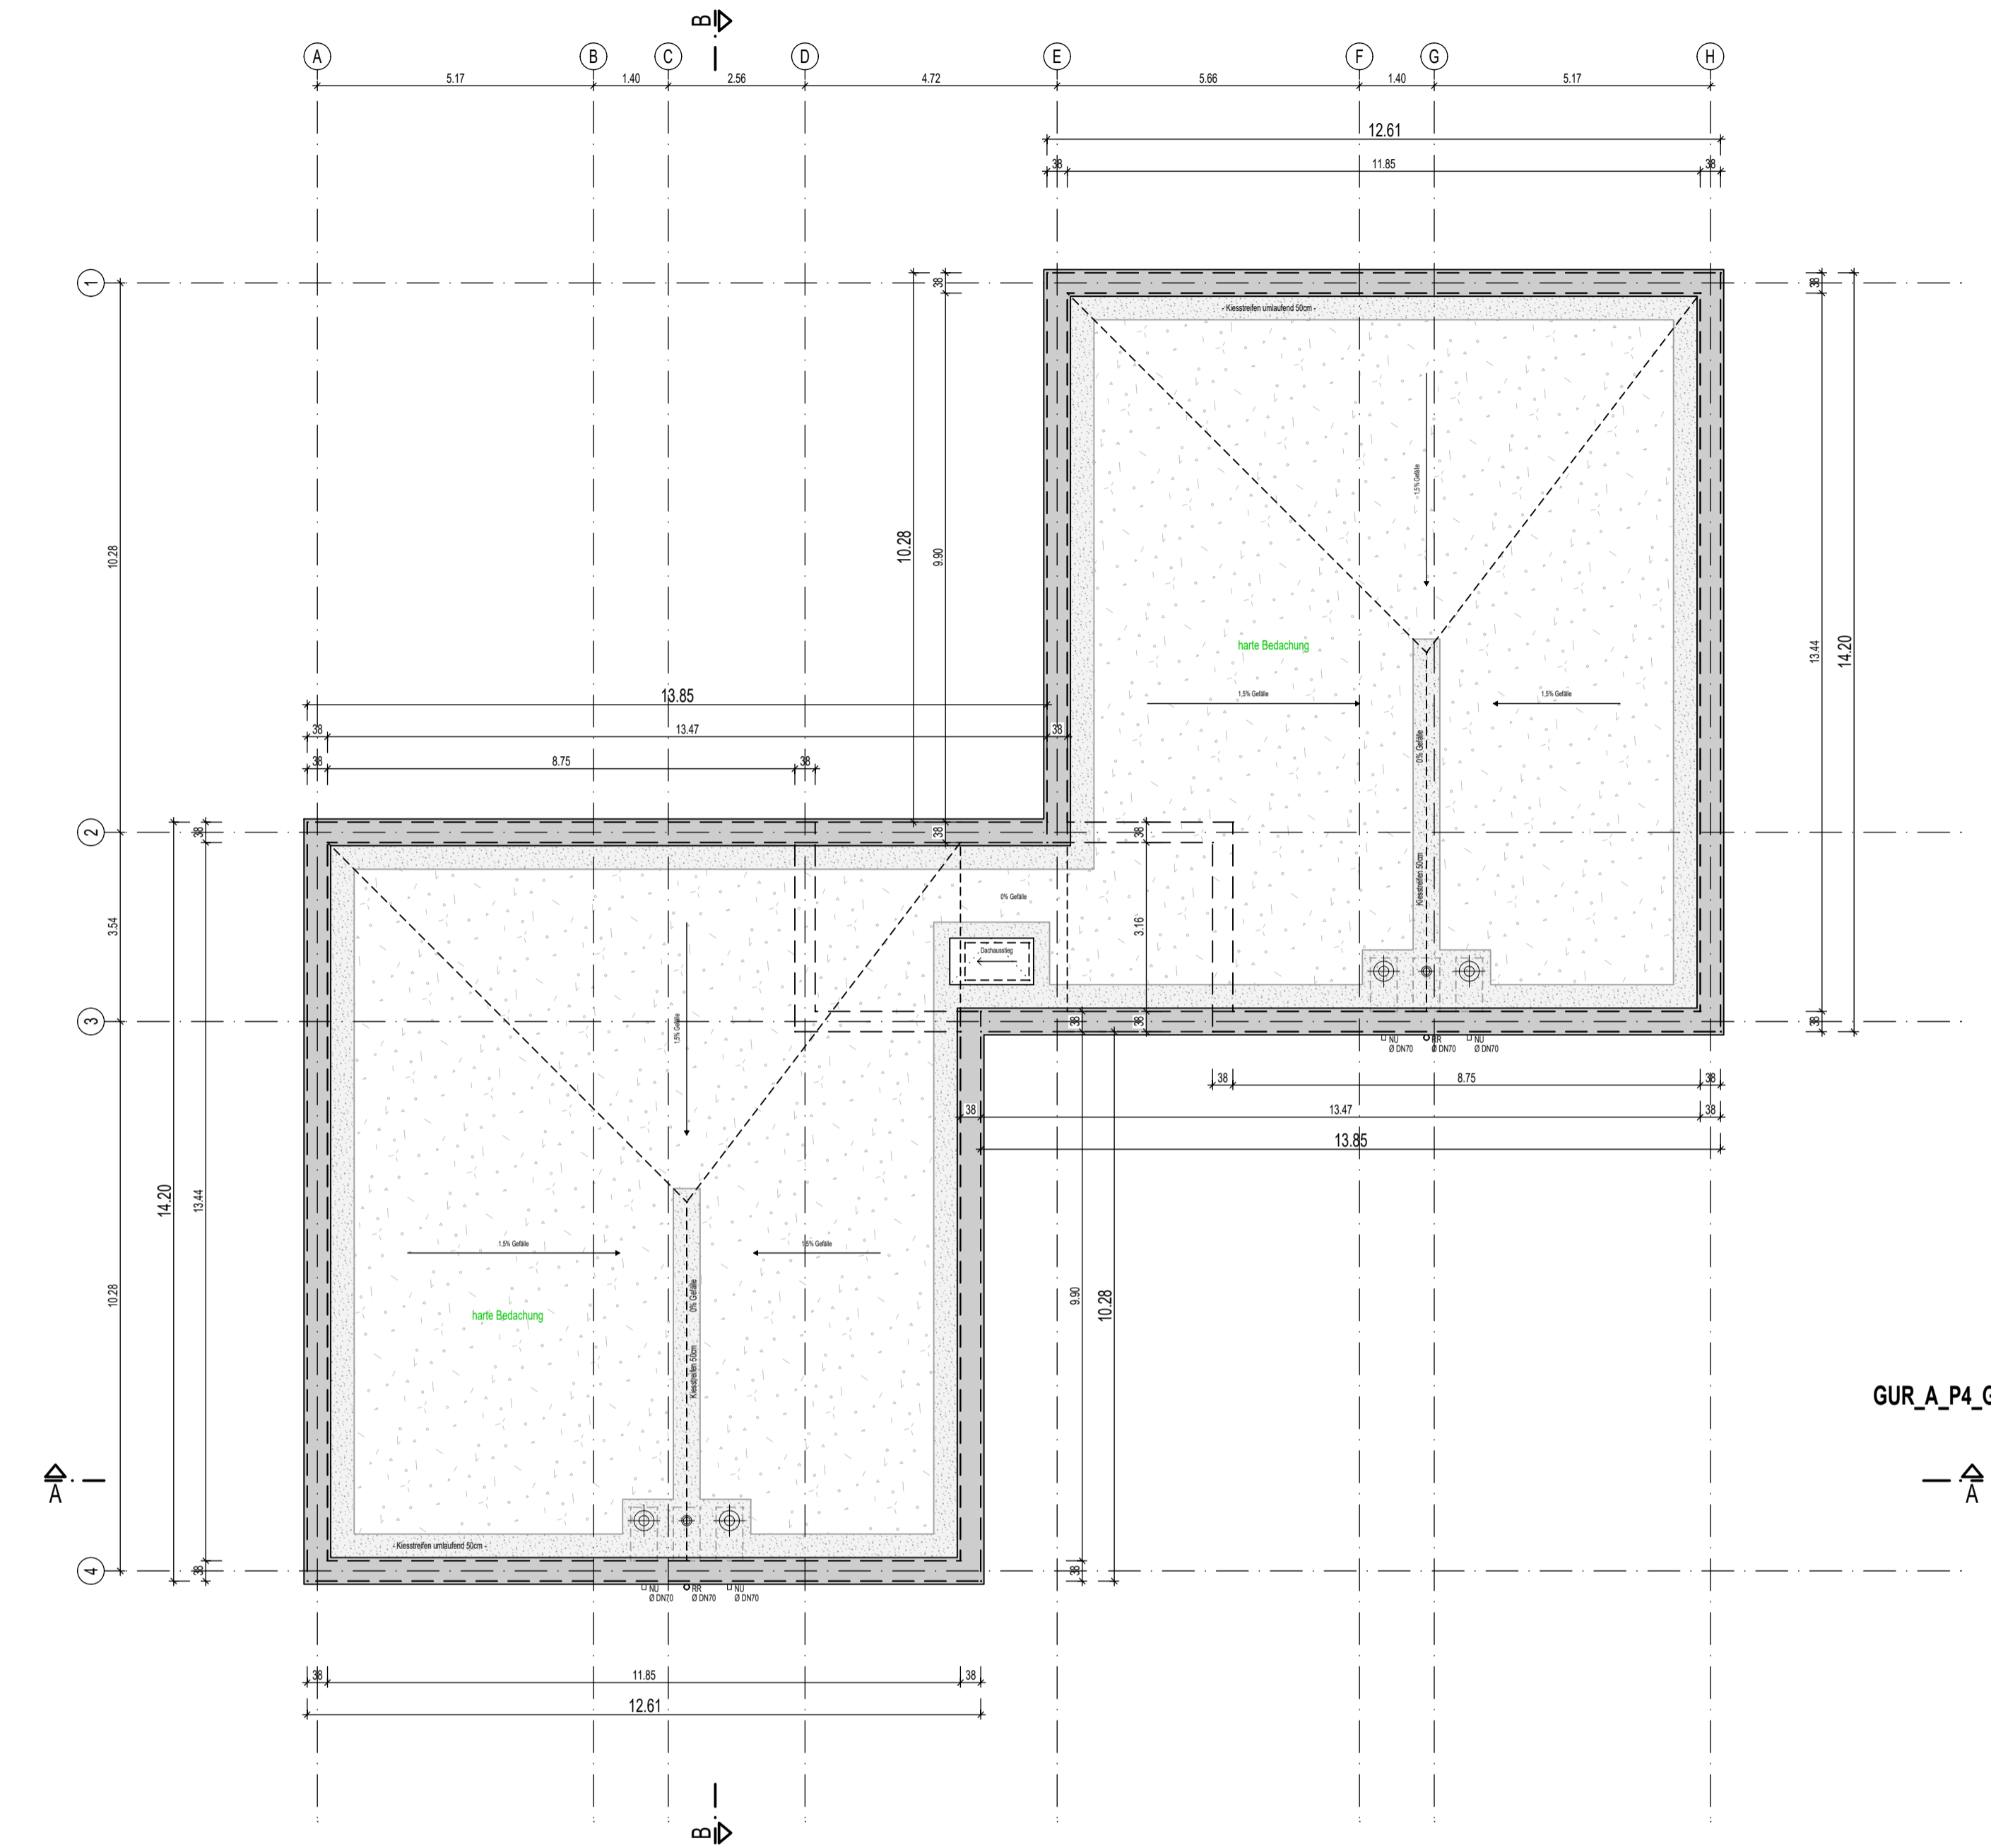 B
A B C D E F G H
5.17 1.40 2.56 4.72 5.66 1.40 5.17
12.61
38 11.85 38
1
38
38
- Kiesstreifen umlaufend 50cm -
1,5% Gefälle
10.28
10.28
9.90
harte Bedachung
13.44
14.20
13.85
1,5% Gefälle
1,5% Gefälle
38 13.47 38
0% Gefälle
38 8.75 38
2
38
38
38
Kiesstreifen 50cm
0% Gefälle
3.54
3.16
Dachausstieg
3
38
38
38
1,5% Gefälle
NÜ
Ø DN70
RR
Ø DN70
NÜ
Ø DN70
38 8.75 38
38 13.47 38
13.85
14.20
13.44
1,5% Gefälle
1,5% Gefälle
10.28
0% Gefälle
9.90
10.28
harte Bedachung
Kiesstreifen 50cm
GUR_A_P4_G
A
A
- Kiesstreifen umlaufend 50cm -
4
38
38
NÜ
Ø DN70
RR
Ø DN70
NÜ
Ø DN70
38 11.85 38
12.61
B